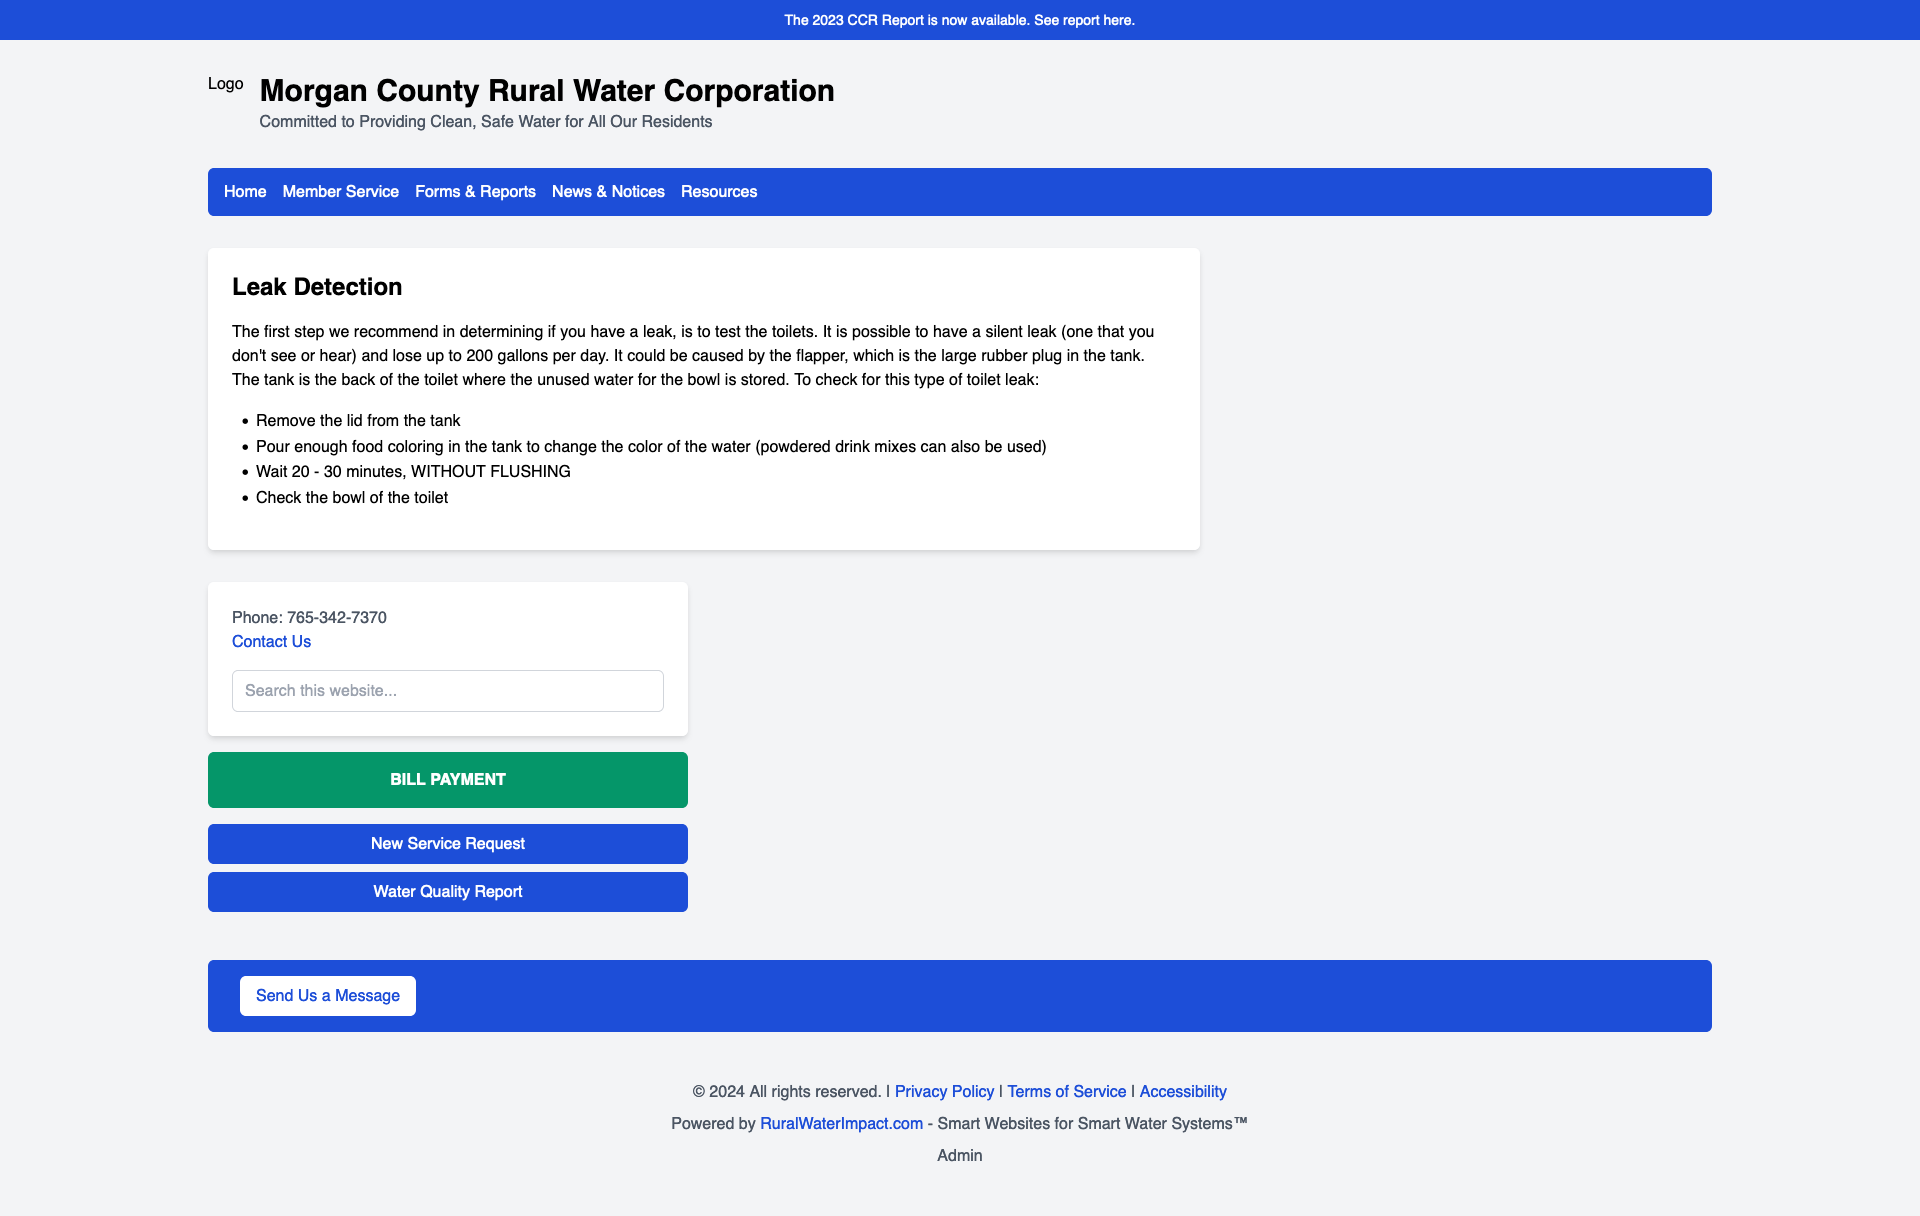 The 2023 CCR Report is now available. See report here.
Logo
Morgan County Rural Water Corporation
Committed to Providing Clean, Safe Water for All Our Residents
Home Member Service Forms & Reports News & Notices Resources
Leak Detection
The first step we recommend in determining if you have a leak, is to test the toilets. It is possible to have a silent leak (one that you
don't see or hear) and lose up to 200 gallons per day. It could be caused by the flapper, which is the large rubber plug in the tank.
The tank is the back of the toilet where the unused water for the bowl is stored. To check for this type of toilet leak:
• Remove the lid from the tank
• Pour enough food coloring in the tank to change the color of the water (powdered drink mixes can also be used)
• Wait 20 - 30 minutes, WITHOUT FLUSHING
• Check the bowl of the toilet
Phone: 765-342-7370
Contact Us
Search this website...
BILL PAYMENT
New Service Request
Water Quality Report
Send Us a Message
© 2024 All rights reserved. | Privacy Policy | Terms of Service | Accessibility
Powered by RuralWaterImpact.com - Smart Websites for Smart Water Systems™
Admin